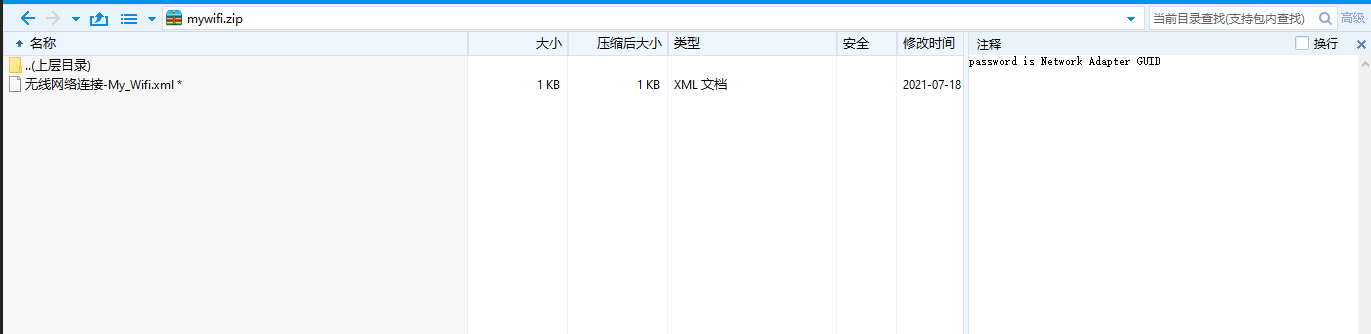 mywifi.zip
当前目录查找(支持包内查找)
高级
名称
大小
压缩后大小
类型
安全
修改时间
注释
换行
..(上层目录)
password is Network Adapter GUID
无线网络连接-My_Wifi.xml *
1 KB
1 KB
XML 文档
2021-07-18